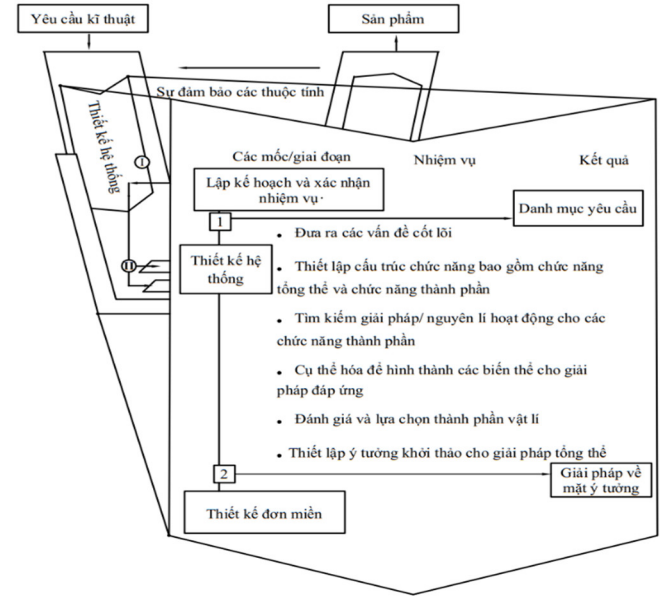 Yêu cầu kĩ thuật
Sản phẩm
Sự đảm bảo các thuộc tính
Thiết kế hệ thống
I
II
Các mốc/giai đoạn
Nhiệm vụ
Kết quả
Lập kế hoạch và xác nhận
nhiệm vụ·
1
Danh mục yêu cầu
• Đưa ra các vấn đề cốt lõi
Thiết kế hệ
thống
• Thiết lập cấu trúc chức năng bao gồm chức năng
tổng thể và chức năng thành phần
• Tìm kiếm giải pháp/ nguyên lí hoạt động cho các
chức năng thành phần
• Cụ thể hóa để hình thành các biến thể cho giải
pháp đáp ứng
• Đánh giá và lựa chọn thành phần vật lí
• Thiết lập ý tưởng khởi thảo cho giải pháp tổng thể
2
Giải pháp về
mặt ý tưởng
Thiết kế đơn miền